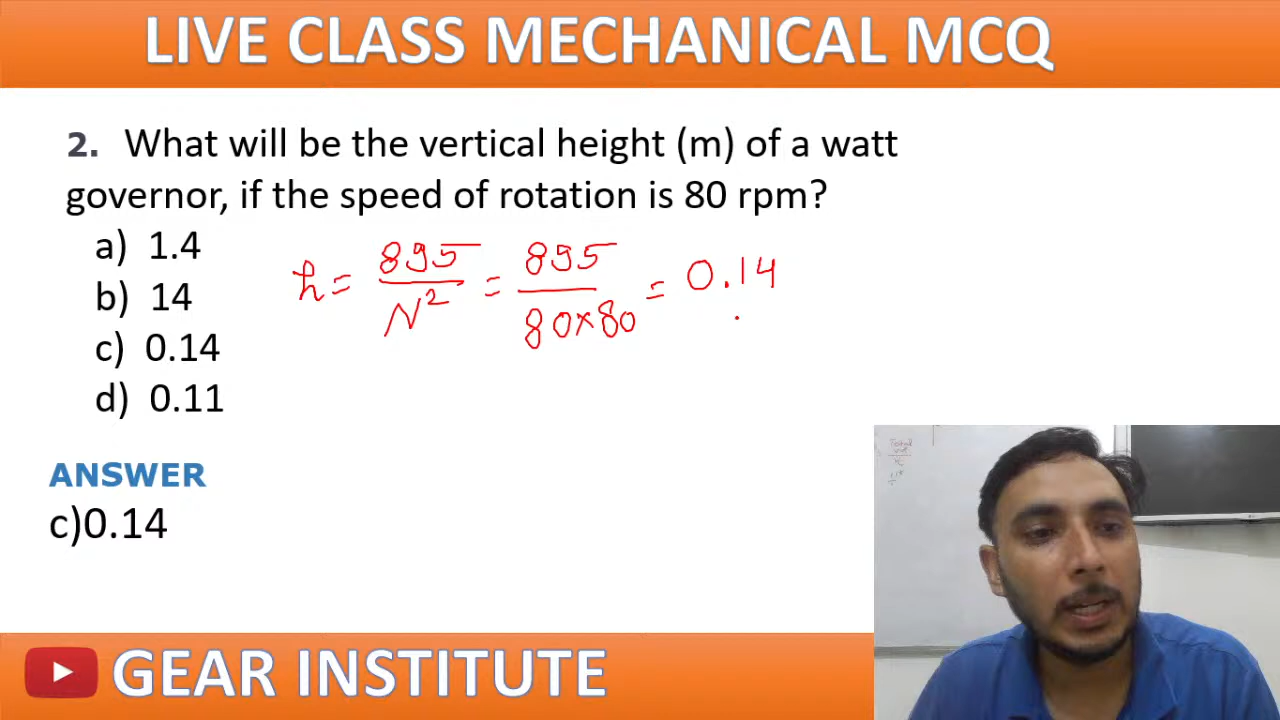 LIVE CLASS MECHANICAL MCQ
2. What will be the vertical height (m) of a watt
governor, if the speed of rotation is 80 rpm?
a) 1.4
b) 14
c) 0.14
d) 0.11
h = 895 / N² = 895 / 80×80 = 0.14
ANSWER
c)0.14
GEAR INSTITUTE